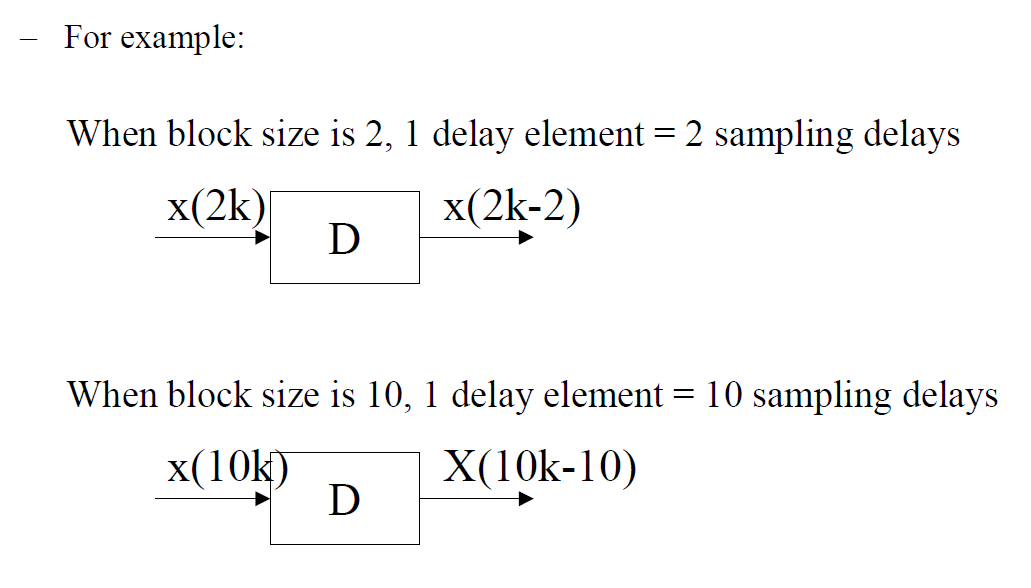 – For example:
When block size is 2, 1 delay element = 2 sampling delays
x(2k) x(2k-2)
D
When block size is 10, 1 delay element = 10 sampling delays
x(10k) X(10k-10)
D